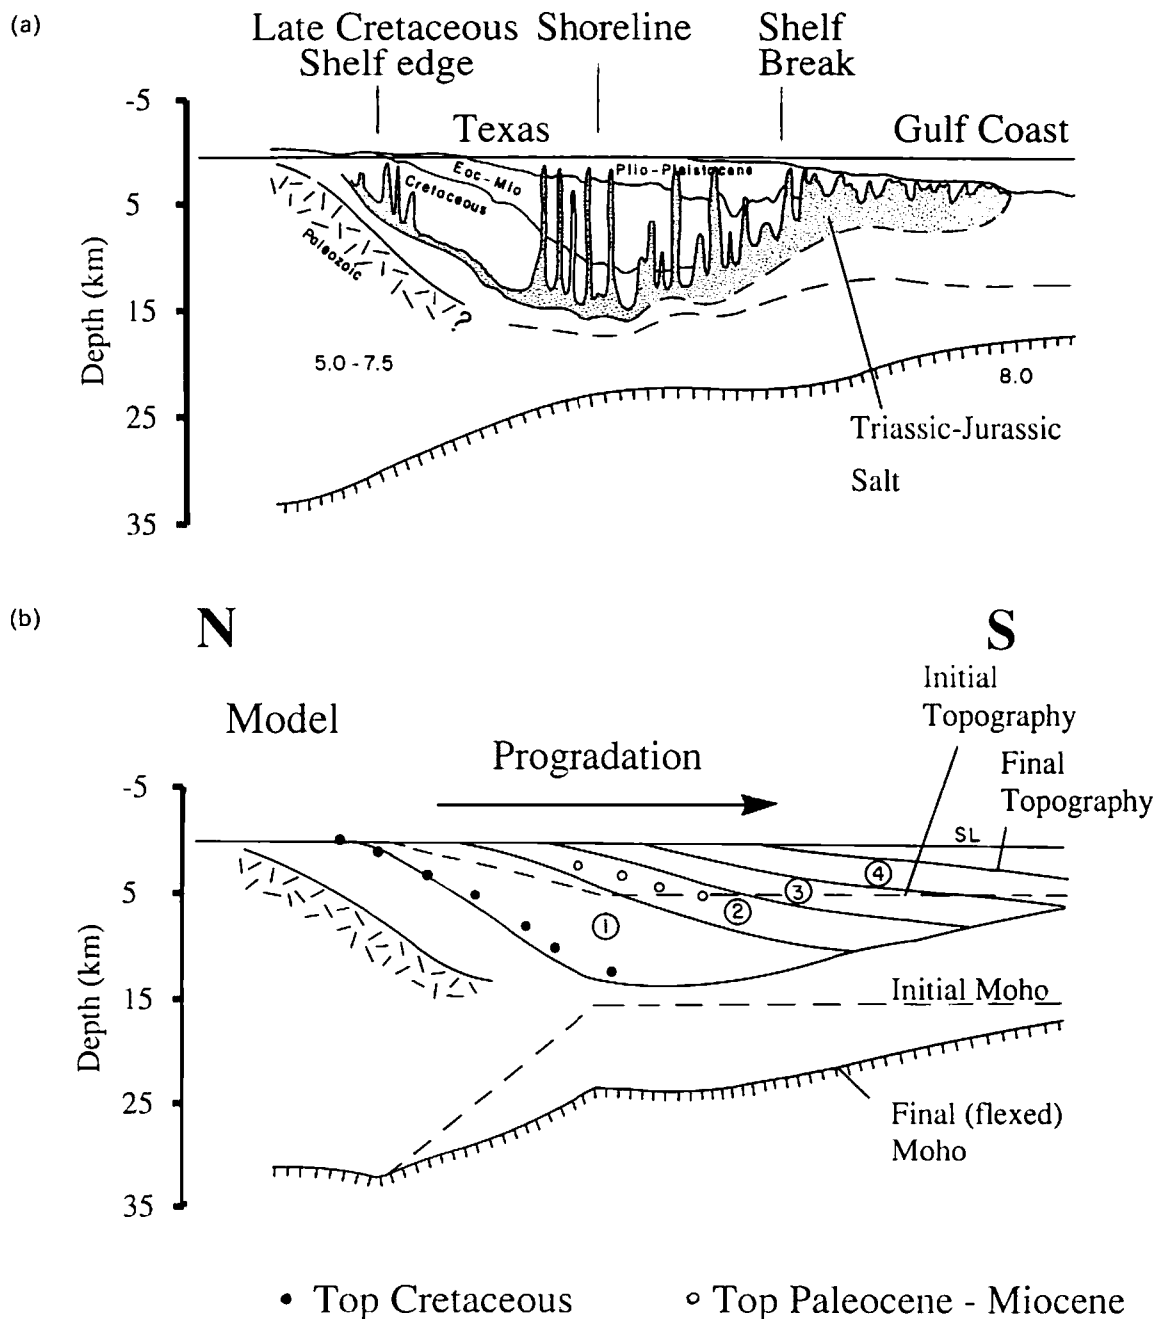 (a)
Late Cretaceous Shoreline Shelf
Shelf edge Break
-5
Texas Gulf Coast
Plio-Pleistocene
Eoc-Mio
Cretaceous
5
Paleozoic
Depth (km)
15
?
5.0-7.5
8.0
25
Triassic-Jurassic
Salt
35
(b)
N S
Initial
Topography
Model
Final
Topography
Progradation
-5
SL
4
3
5
2
1
Depth (km)
15
Initial Moho
25
Final (flexed)
Moho
35
Top Cretaceous
Top Paleocene - Miocene